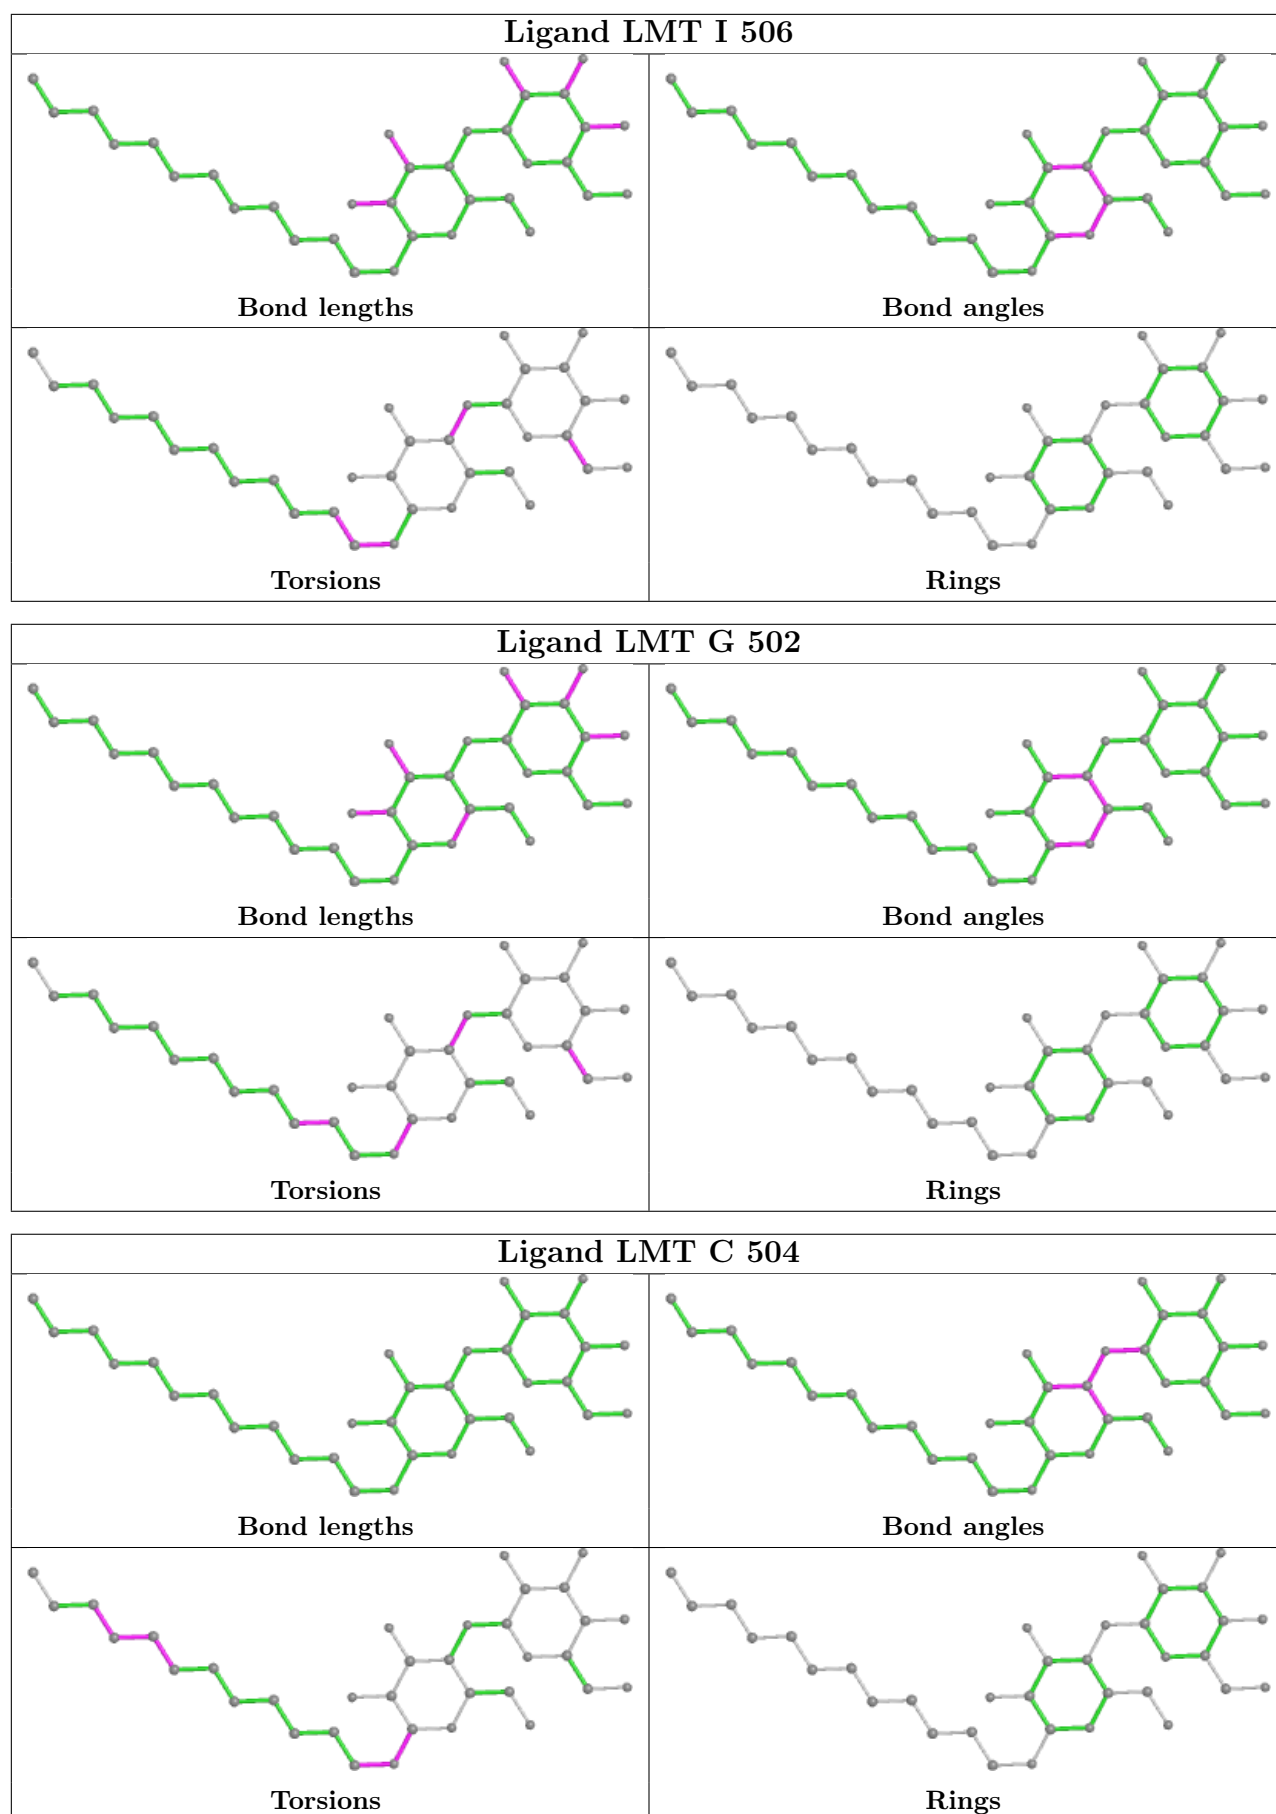 Ligand LMT I 506
Bond lengths
Bond angles
Torsions
Rings
Ligand LMT G 502
Bond lengths
Bond angles
Torsions
Rings
Ligand LMT C 504
Bond lengths
Bond angles
Torsions
Rings